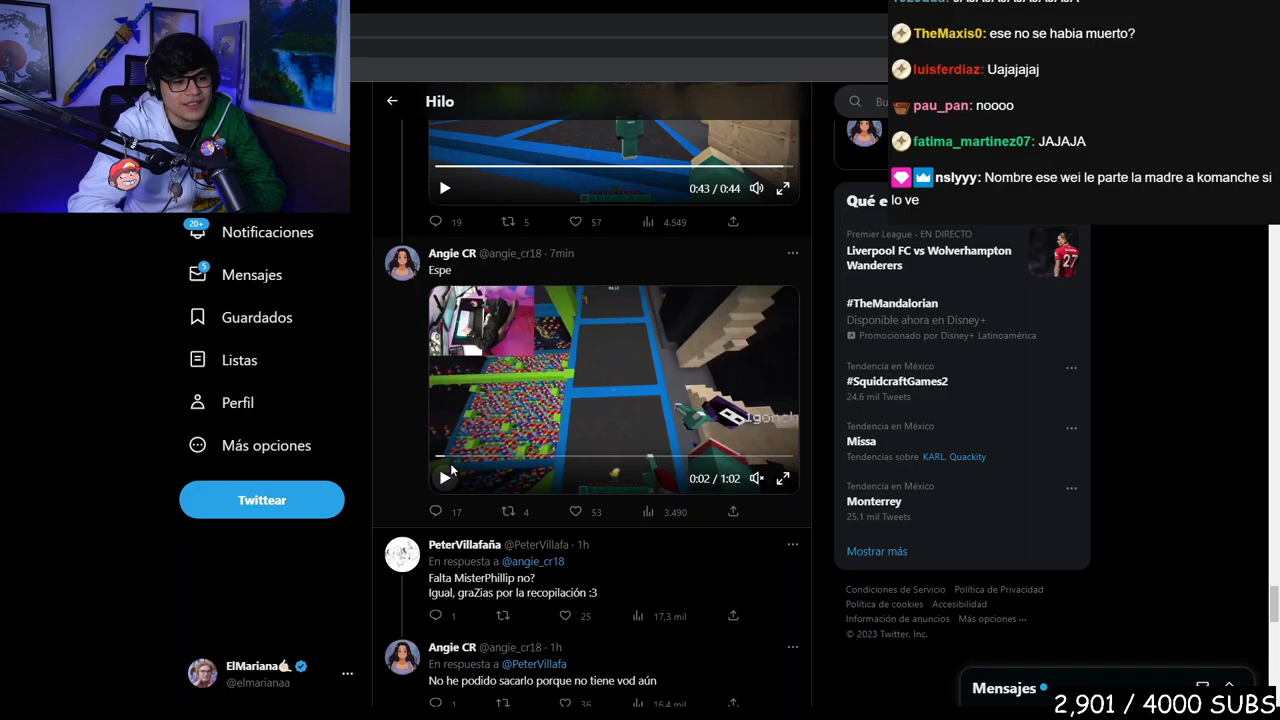 TheMaxis0: ese no se habia muerto?
luisferdiaz: Uajajajaj
pau_pan: noooo
fatima_martinez07: JAJAJA
nslyyy: Nombre ese wei le parte la madre a komanche si
lo ve
Hilo
0:43 / 0:44
19 5 57 4.549
20+
Notificaciones
5
Mensajes
Guardados
Listas
Perfil
Más opciones
Twittear
ElMariana
@elmarianaa
Angie CR @angie_cr18 · 7min
Espe
0:02 / 1:02
17 4 53 3.490
PeterVillafaña @PeterVillafa · 1h
En respuesta a @angie_cr18
Falta MisterPhillip no?
Igual, graZias por la recopilación :3
1 25 17,3 mil
Angie CR @angie_cr18 · 1h
En respuesta a @PeterVillafa
No he podido sacarlo porque no tiene vod aún
1 36 16,4 mil
Bu
Qué e
Premier League - EN DIRECTO
Liverpool FC vs Wolverhampton
Wanderers
#TheMandalorian
Disponible ahora en Disney+
Promocionado por Disney+ Latinoamérica
Tendencia en México
#SquidcraftGames2
24,6 mil Tweets
Tendencia en México
Missa
Tendencias sobre KARL, Quackity
Tendencia en México
Monterrey
25,1 mil Tweets
Mostrar más
Condiciones de Servicio Política de Privacidad
Política de cookies Accesibilidad
Información de anuncios Más opciones ···
© 2023 Twitter, Inc.
Mensajes
2,901 / 4000 SUBS